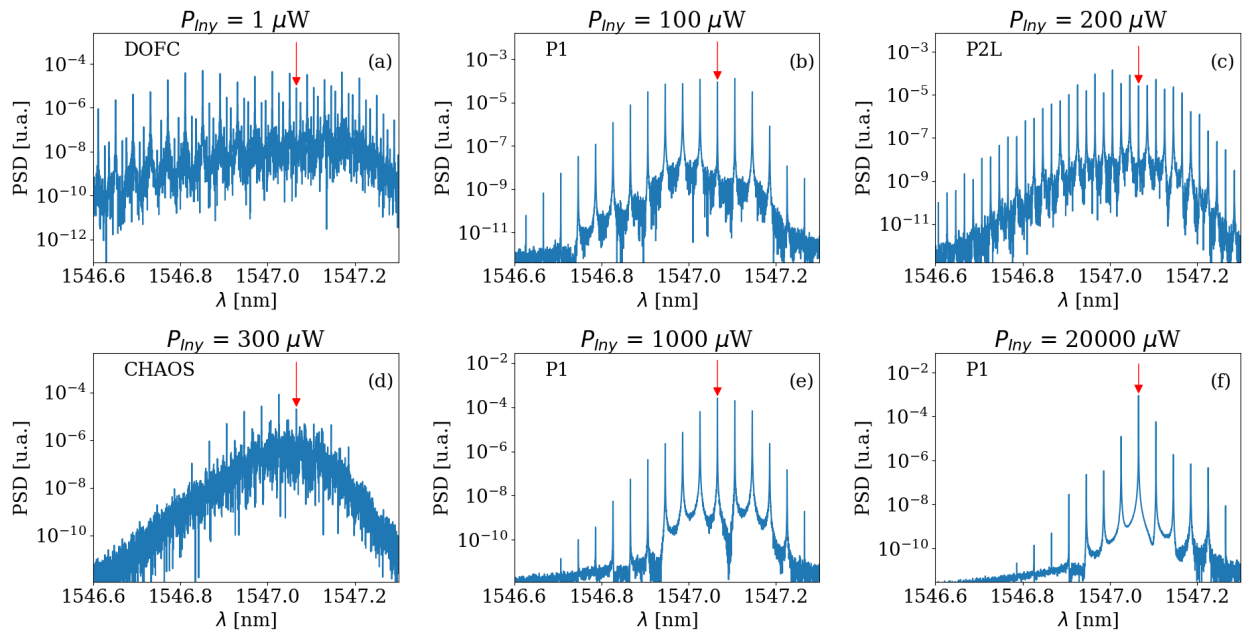 P_Iny = 1 μW
DOFC
(a)
10⁻⁴
10⁻⁶
10⁻⁸
10⁻¹⁰
10⁻¹²
PSD [u.a.]
1546.6 1546.8 1547.0 1547.2
λ [nm]
P_Iny = 100 μW
P1
(b)
10⁻³
10⁻⁵
10⁻⁷
10⁻⁹
10⁻¹¹
PSD [u.a.]
1546.6 1546.8 1547.0 1547.2
λ [nm]
P_Iny = 200 μW
P2L
(c)
10⁻³
10⁻⁵
10⁻⁷
10⁻⁹
10⁻¹¹
PSD [u.a.]
1546.6 1546.8 1547.0 1547.2
λ [nm]
P_Iny = 300 μW
CHAOS
(d)
10⁻⁴
10⁻⁶
10⁻⁸
10⁻¹⁰
PSD [u.a.]
1546.6 1546.8 1547.0 1547.2
λ [nm]
P_Iny = 1000 μW
P1
(e)
10⁻²
10⁻⁴
10⁻⁶
10⁻⁸
10⁻¹⁰
PSD [u.a.]
1546.6 1546.8 1547.0 1547.2
λ [nm]
P_Iny = 20000 μW
P1
(f)
10⁻²
10⁻⁴
10⁻⁶
10⁻⁸
10⁻¹⁰
PSD [u.a.]
1546.6 1546.8 1547.0 1547.2
λ [nm]